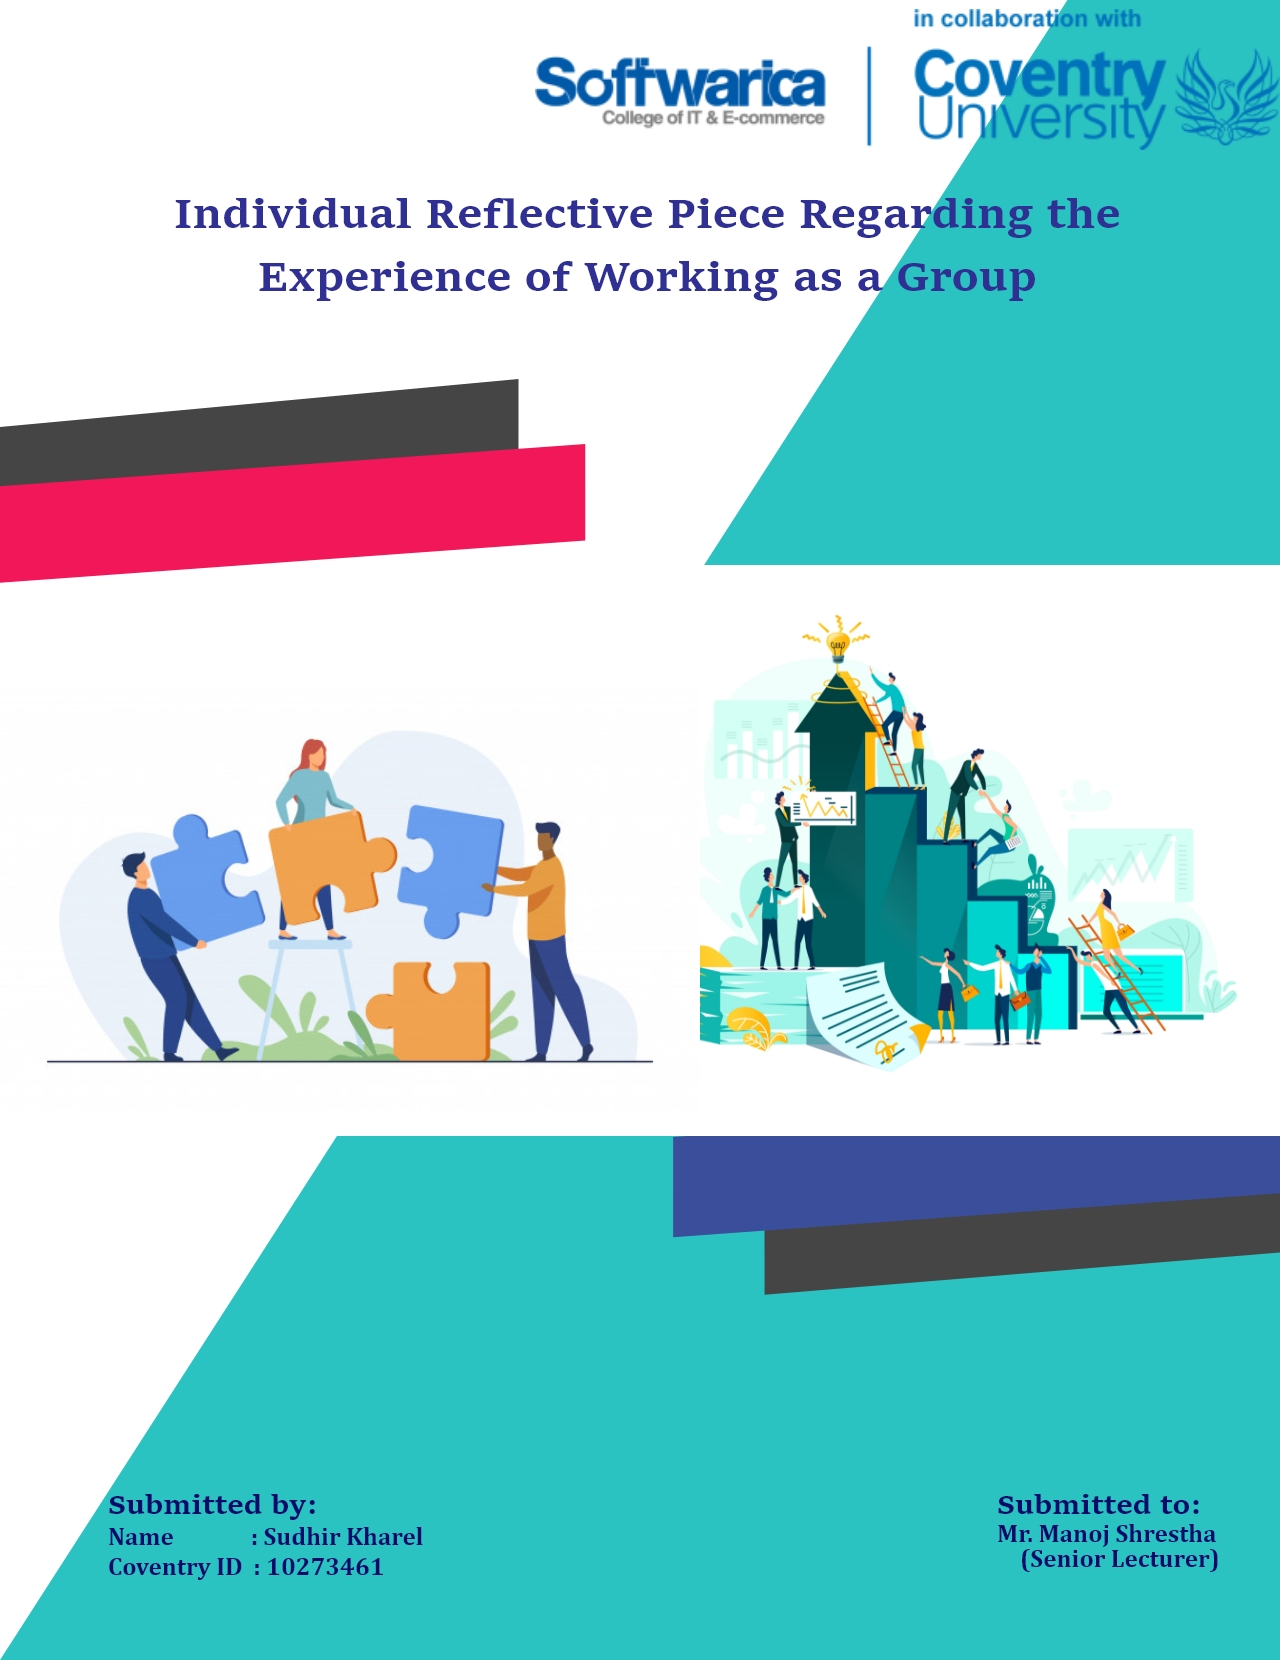 in collaboration with
Softwarica
College of IT & E-commerce
Coventry
University
Individual Reflective Piece Regarding the
Experience of Working as a Group
Submitted by:
Name : Sudhir Kharel
Coventry ID : 10273461
Submitted to:
Mr. Manoj Shrestha
(Senior Lecturer)